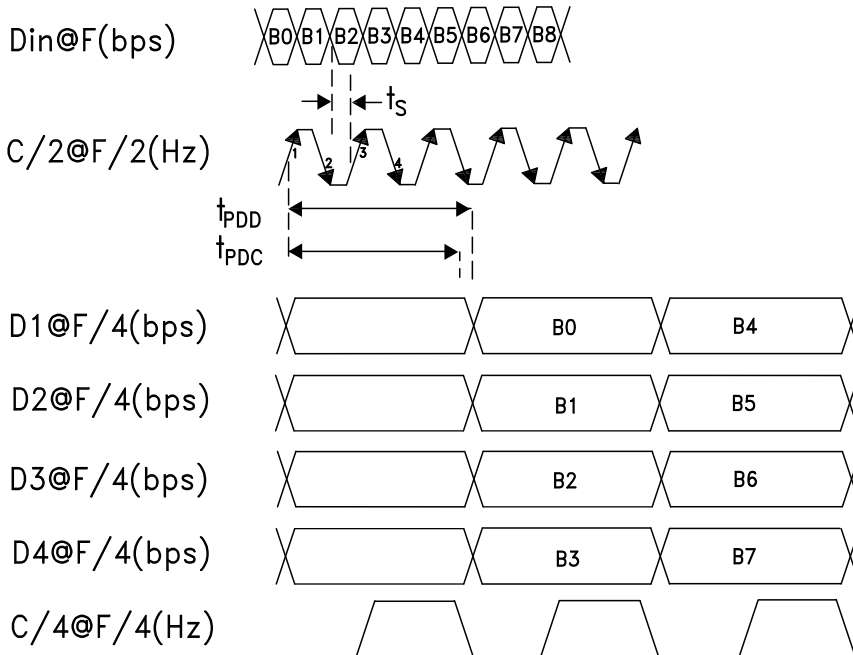 Din@F(bps) B0 B1 B2 B3 B4 B5 B6 B7 B8
tS
C/2@F/2(Hz) 1 2 3 4
tPDD
tPDC
D1@F/4(bps) B0 B4
D2@F/4(bps) B1 B5
D3@F/4(bps) B2 B6
D4@F/4(bps) B3 B7
C/4@F/4(Hz)